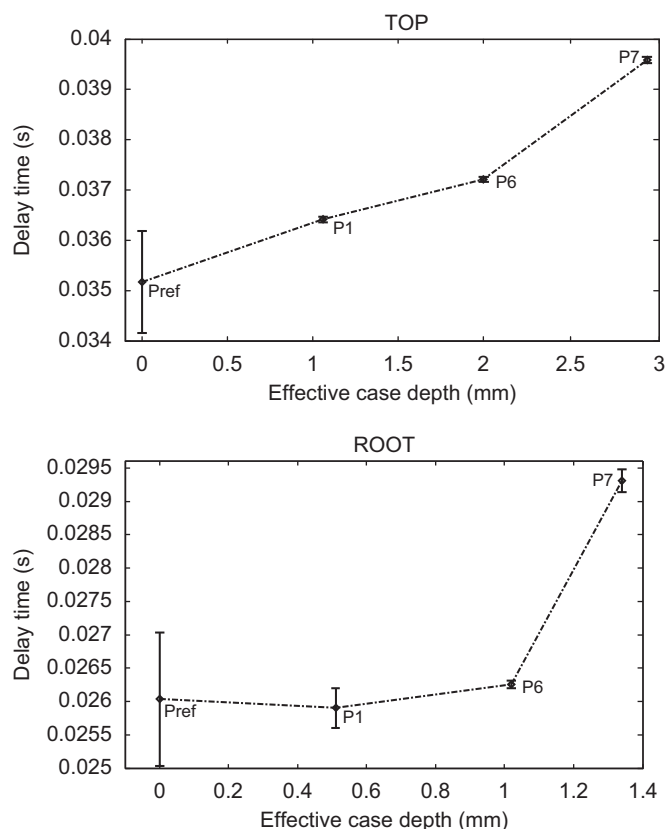 TOP
0.04
0.039
0.038
0.037
0.036
0.035
0.034
Delay time (s)
P7
P6
P1
Pref
0 0.5 1 1.5 2 2.5 3
Effective case depth (mm)
ROOT
0.0295
0.029
0.0285
0.028
0.0275
0.027
0.0265
0.026
0.0255
0.025
Delay time (s)
P7
P6
Pref
P1
0 0.2 0.4 0.6 0.8 1 1.2 1.4
Effective case depth (mm)